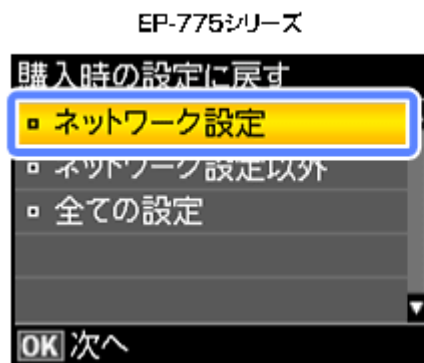 EP-775シリーズ
購入時の設定に戻す
ネットワーク設定
ネットワーク設定以外
全ての設定
OK 次へ